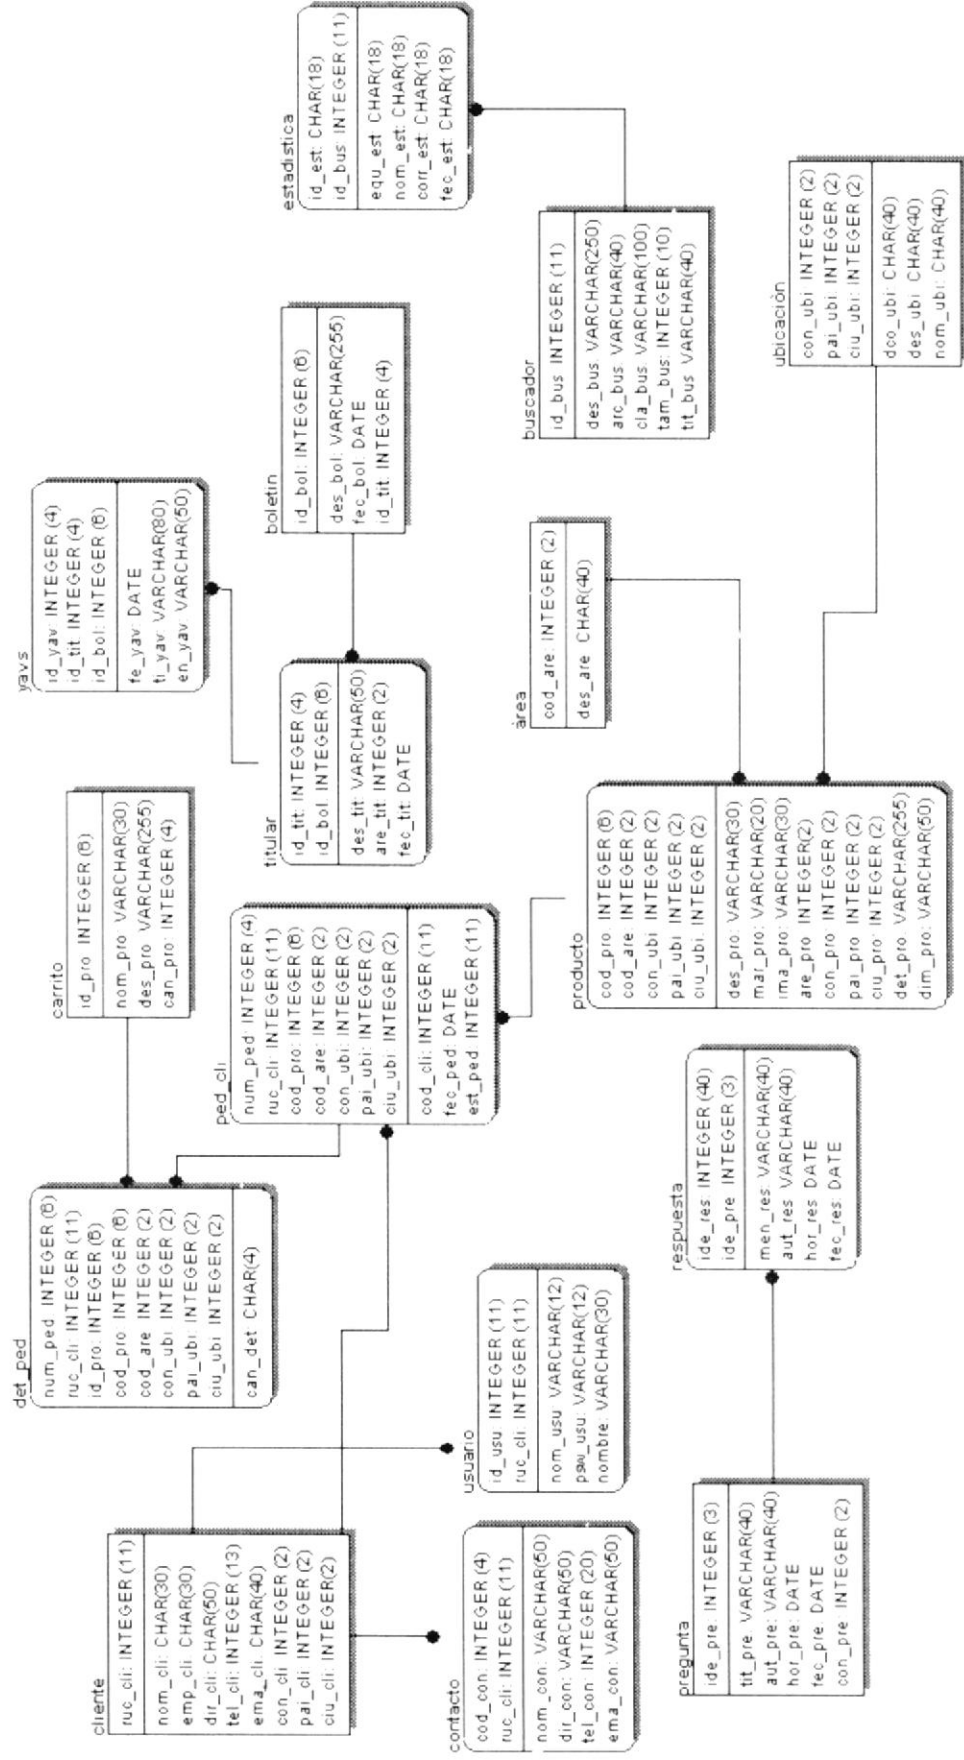 cliente
ruc_cli: INTEGER (11)
nom_cli: CHAR(30)
emp_cli: CHAR(30)
dir_cli: CHAR(50)
tel_cli: INTEGER (13)
ema_cli: CHAR(40)
con_cli: INTEGER (2)
pai_cli: INTEGER (2)
ciu_cli: INTEGER(2)
det_ped
num_ped: INTEGER (6)
ruc_cli: INTEGER (11)
id_pro: INTEGER (6)
cod_pro: INTEGER (6)
cod_are: INTEGER (2)
con_ubi: INTEGER (2)
pai_ubi: INTEGER (2)
ciu_ubi: INTEGER (2)
can_det: CHAR(4)
carrito
id_pro: INTEGER (6)
nom_pro: VARCHAR(30)
des_pro: VARCHAR(255)
can_pro: INTEGER (4)
yavs
id_yav: INTEGER (4)
id_tit: INTEGER (4)
id_bol: INTEGER (6)
fe_yav: DATE
ti_yav: VARCHAR(80)
en_yav: VARCHAR(50)
ped_cli
num_ped: INTEGER (4)
ruc_cli: INTEGER (11)
cod_pro: INTEGER (6)
cod_are: INTEGER (2)
con_ubi: INTEGER (2)
pai_ubi: INTEGER (2)
ciu_ubi: INTEGER (2)
cod_cli: INTEGER (11)
fec_ped: DATE
est_ped: INTEGER (11)
titular
id_tit: INTEGER (4)
id_bol: INTEGER (6)
des_tit: VARCHAR(50)
are_tit: INTEGER (2)
fec_tit: DATE
boletin
id_bol: INTEGER (6)
des_bol: VARCHAR(255)
fec_bol: DATE
id_tit: INTEGER (4)
estadistica
id_est: CHAR(18)
id_bus: INTEGER (11)
equ_est: CHAR(18)
nom_est: CHAR(18)
corr_est: CHAR(18)
fec_est: CHAR(18)
contacto
cod_con: INTEGER (4)
ruc_cli: INTEGER (11)
nom_con: VARCHAR(50)
dir_con: VARCHAR(50)
tel_con: INTEGER (20)
ema_con: VARCHAR(50)
usuario
id_usu: INTEGER (11)
ruc_cli: INTEGER (11)
nom_usu: VARCHAR(12)
psw_usu: VARCHAR(12)
nombre: VARCHAR(30)
área
cod_are: INTEGER (2)
des_are: CHAR(40)
buscador
id_bus: INTEGER (11)
des_bus: VARCHAR(250)
arc_bus: VARCHAR(40)
cla_bus: VARCHAR(100)
tam_bus: INTEGER (10)
tit_bus: VARCHAR(40)
pregunta
ide_pre: INTEGER (3)
tit_pre: VARCHAR(40)
aut_pre: VARCHAR(40)
hor_pre: DATE
fec_pre: DATE
con_pre: INTEGER (2)
respuesta
ide_res: INTEGER (40)
ide_pre: INTEGER (3)
men_res: VARCHAR(40)
aut_res: VARCHAR(40)
hor_res: DATE
fec_res: DATE
producto
cod_pro: INTEGER (6)
cod_are: INTEGER (2)
con_ubi: INTEGER (2)
pai_ubi: INTEGER (2)
ciu_ubi: INTEGER (2)
des_pro: VARCHAR(30)
mar_pro: VARCHAR(20)
ima_pro: VARCHAR(30)
are_pro: INTEGER(2)
con_pro: INTEGER (2)
pai_pro: INTEGER (2)
ciu_pro: INTEGER (2)
det_pro: VARCHAR(255)
dim_pro: VARCHAR(50)
ubicaciòn
con_ubi: INTEGER (2)
pai_ubi: INTEGER (2)
ciu_ubi: INTEGER (2)
dco_ubi: CHAR(40)
des_ubi: CHAR(40)
nom_ubi: CHAR(40)